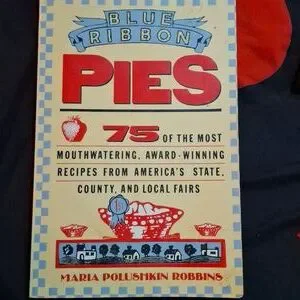 BLUE
RIBBON
PIES
75 OF THE MOST
MOUTHWATERING, AWARD-WINNING
RECIPES FROM AMERICA'S STATE,
COUNTY, AND LOCAL FAIRS
MARIA POLUSHKIN ROBBINS